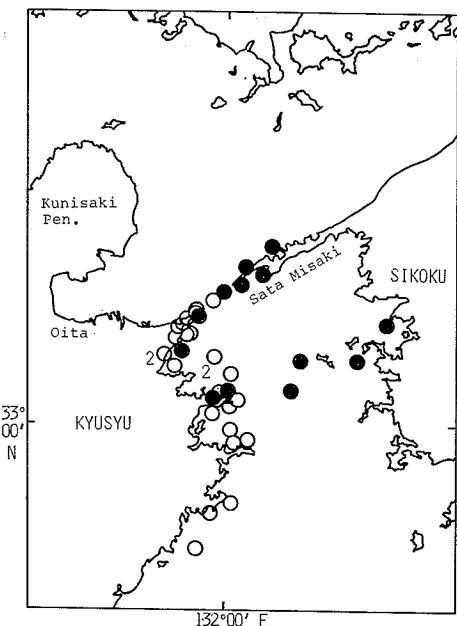 Kunisaki
Pen.
Sata Misaki
SIKOKU
Oita
2
2
33°
00'
N
KYUSYU
132°00' E